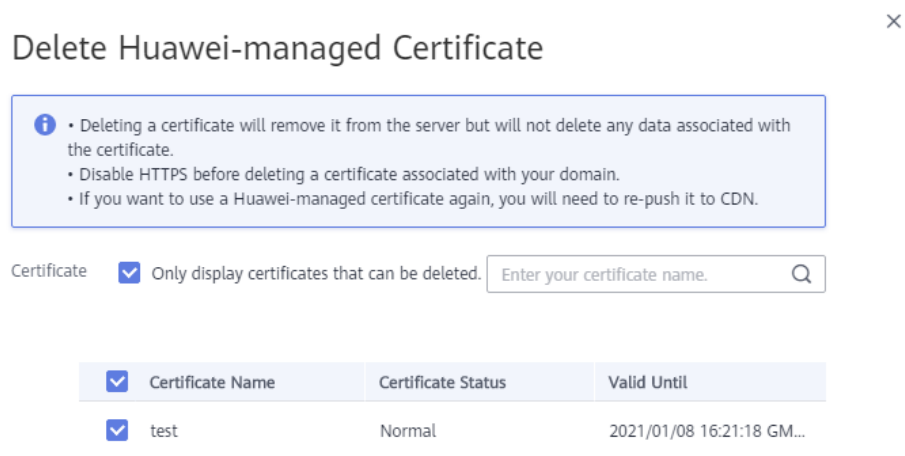 Delete Huawei-managed Certificate
• Deleting a certificate will remove it from the server but will not delete any data associated with
the certificate.
• Disable HTTPS before deleting a certificate associated with your domain.
• If you want to use a Huawei-managed certificate again, you will need to re-push it to CDN.
Certificate Only display certificates that can be deleted. Enter your certificate name.
Certificate Name Certificate Status Valid Until
test Normal 2021/01/08 16:21:18 GM...